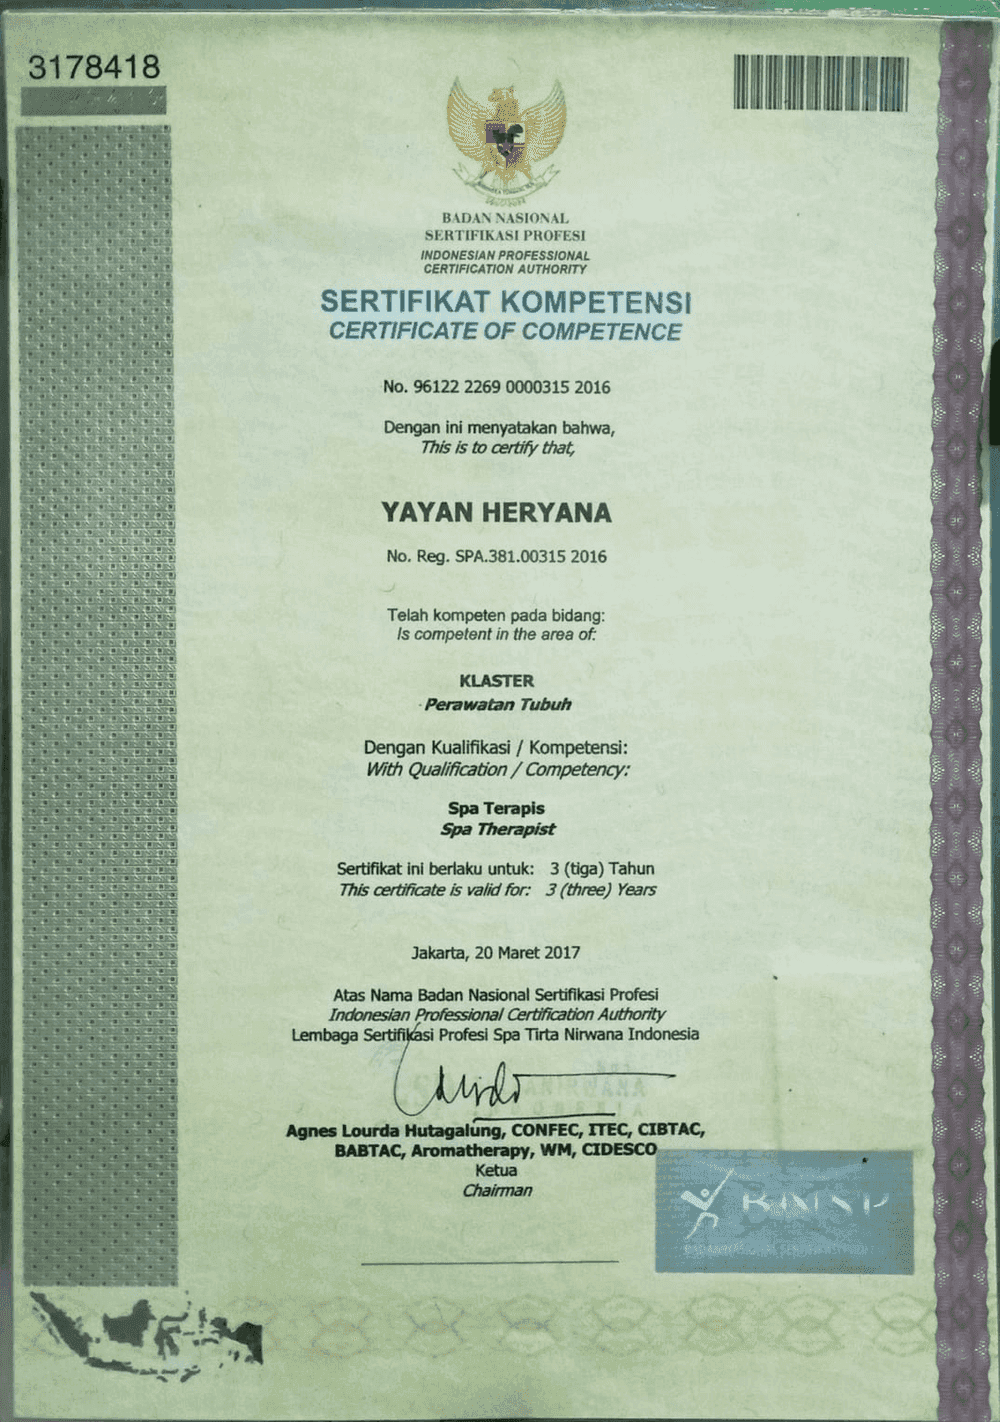 3178418
BADAN NASIONAL
SERTIFIKASI PROFESI
INDONESIAN PROFESSIONAL
CERTIFICATION AUTHORITY
SERTIFIKAT KOMPETENSI
CERTIFICATE OF COMPETENCE
No. 96122 2269 0000315 2016
Dengan ini menyatakan bahwa,
This is to certify that,
YAYAN HERYANA
No. Reg. SPA.381.00315 2016
Telah kompeten pada bidang:
Is competent in the area of:
KLASTER
Perawatan Tubuh
Dengan Kualifikasi / Kompetensi:
With Qualification / Competency:
Spa Terapis
Spa Therapist
Sertifikat ini berlaku untuk: 3 (tiga) Tahun
This certificate is valid for: 3 (three) Years
Jakarta, 20 Maret 2017
Atas Nama Badan Nasional Sertifikasi Profesi
Indonesian Professional Certification Authority
Lembaga Sertifikasi Profesi Spa Tirta Nirwana Indonesia
Agnes Lourda Hutagalung, CONFEC, ITEC, CIBTAC,
BABTAC, Aromatherapy, WM, CIDESCO
Ketua
Chairman
BNSP